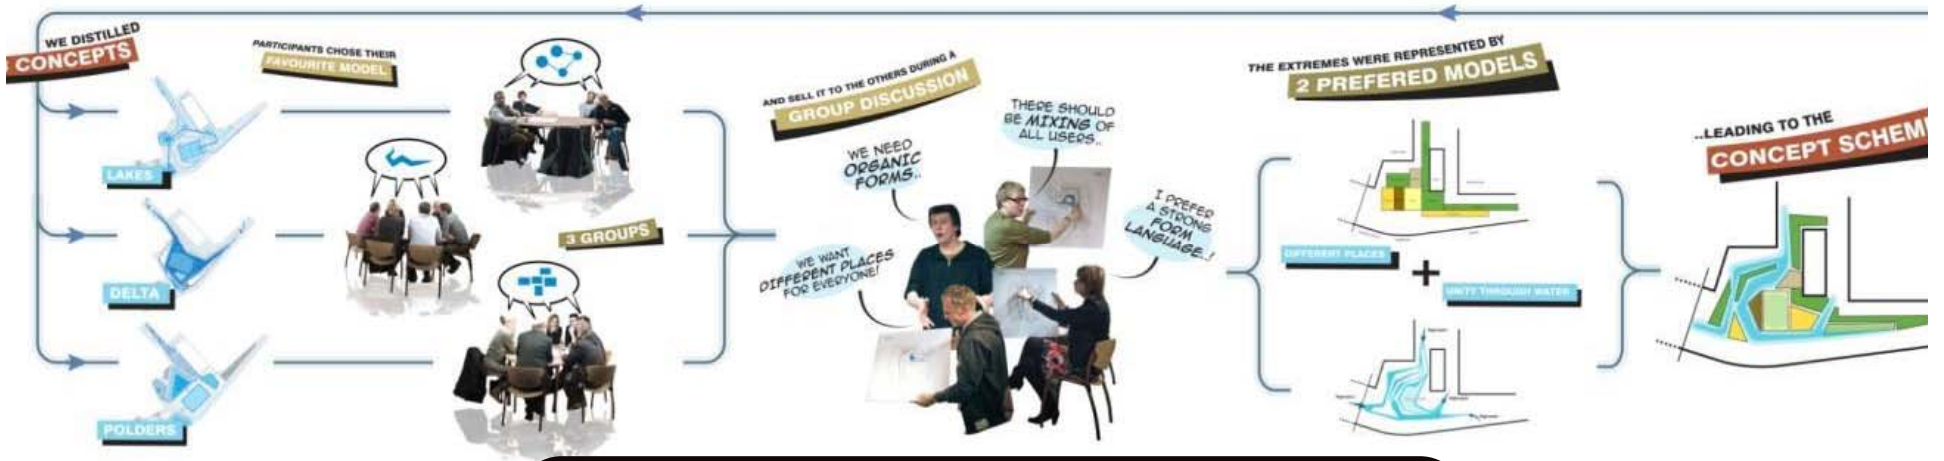 WE DISTILLED
CONCEPTS
LAKES
DELTA
POLDERS
PARTICIPANTS CHOSE THEIR
FAVOURITE MODEL
3 GROUPS
AND SELL IT TO THE OTHERS DURING A
GROUP DISCUSSION
WE NEED
ORGANIC
FORMS..
THERE SHOULD
BE MIXING OF
ALL USERS..
WE WANT
DIFFERENT PLACES
FOR EVERYONE!
I PREFER
A STRONG
FORM
LANGUAGE..!
THE EXTREMES WERE REPRESENTED BY
2 PREFERED MODELS
DIFFERENT PLACES
+
UNITY THROUGH WATER
..LEADING TO THE
CONCEPT SCHEM